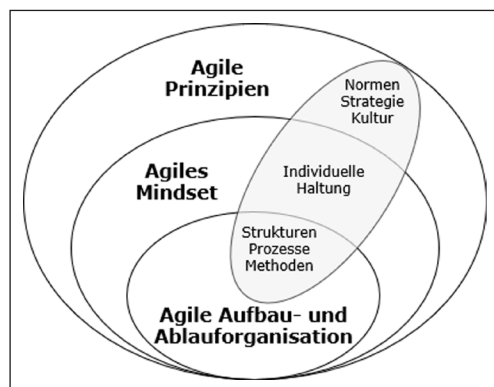 Agile
Prinzipien
Normen
Strategie
Kultur
Agiles
Mindset
Individuelle
Haltung
Strukturen
Prozesse
Methoden
Agile Aufbau- und
Ablauforganisation